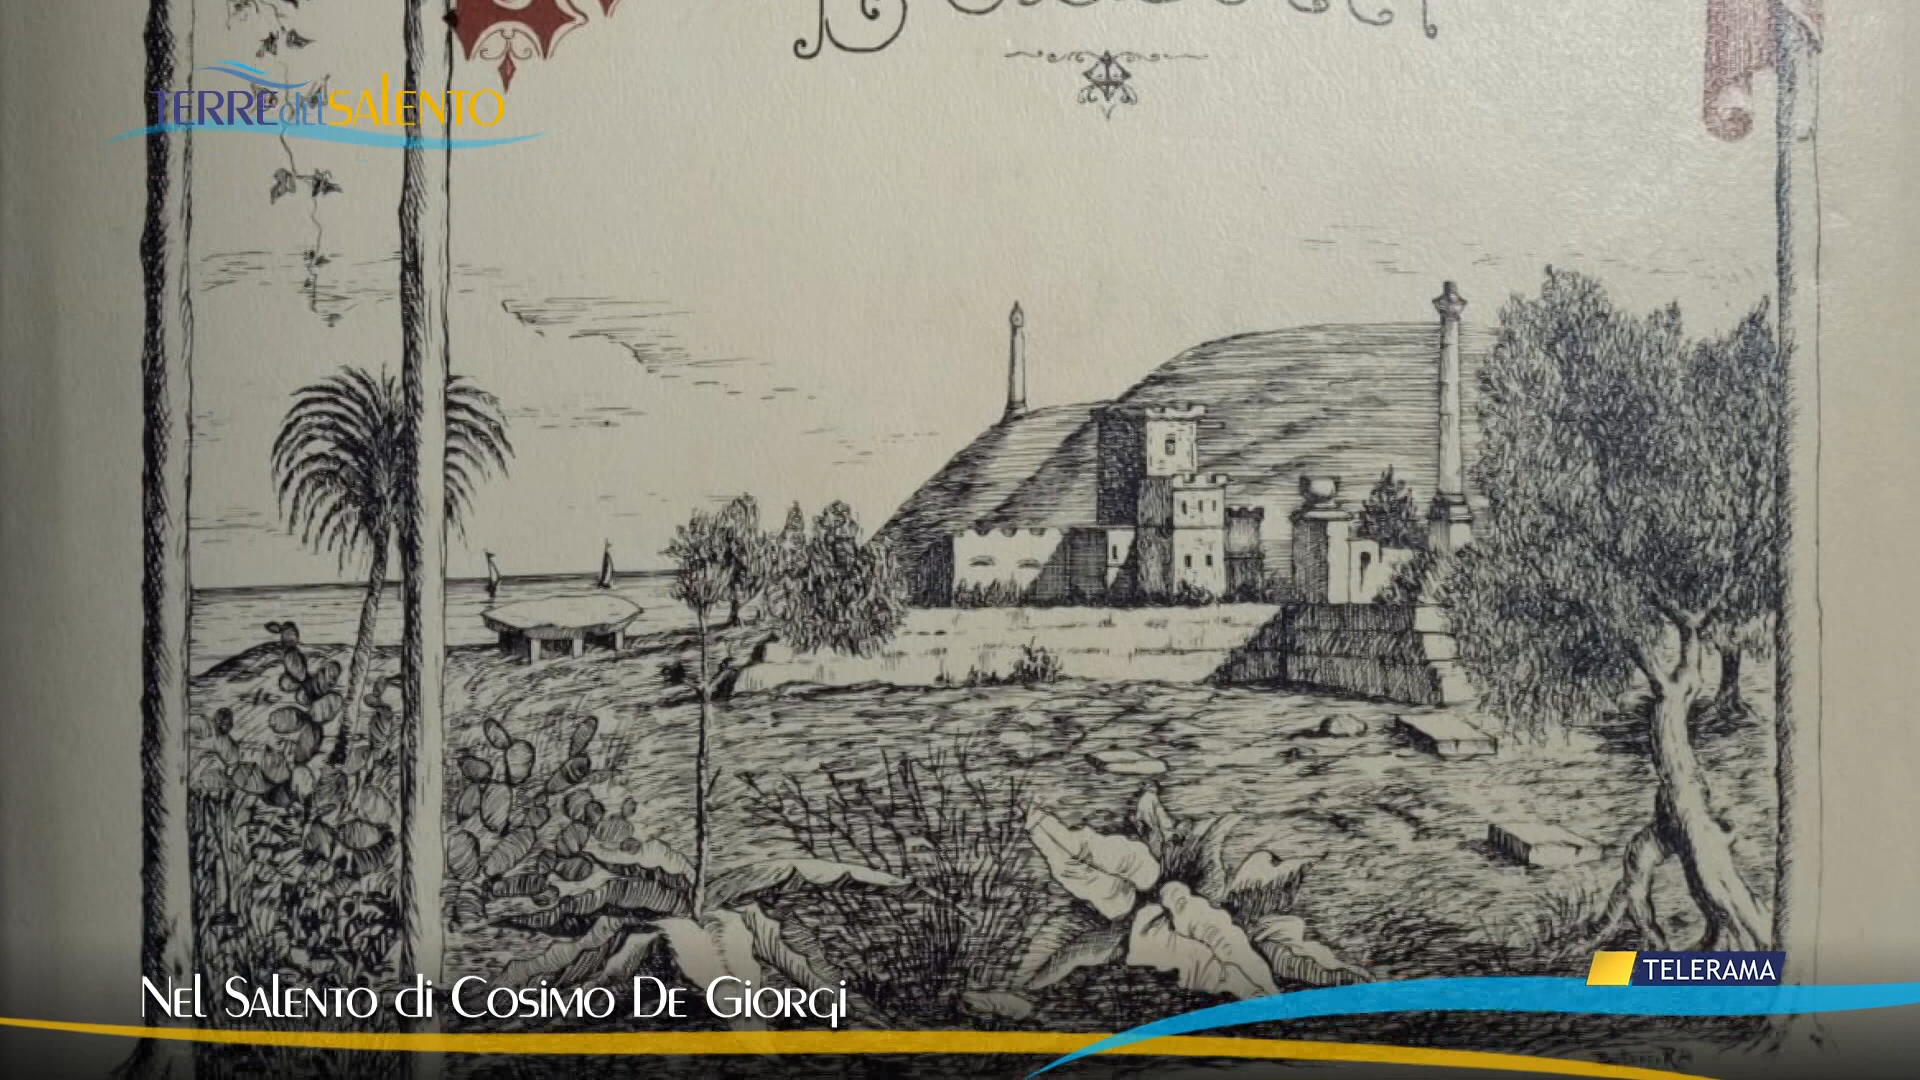 TERRE del SALENTO
Nel Salento di Cosimo De Giorgi
TELERAMA